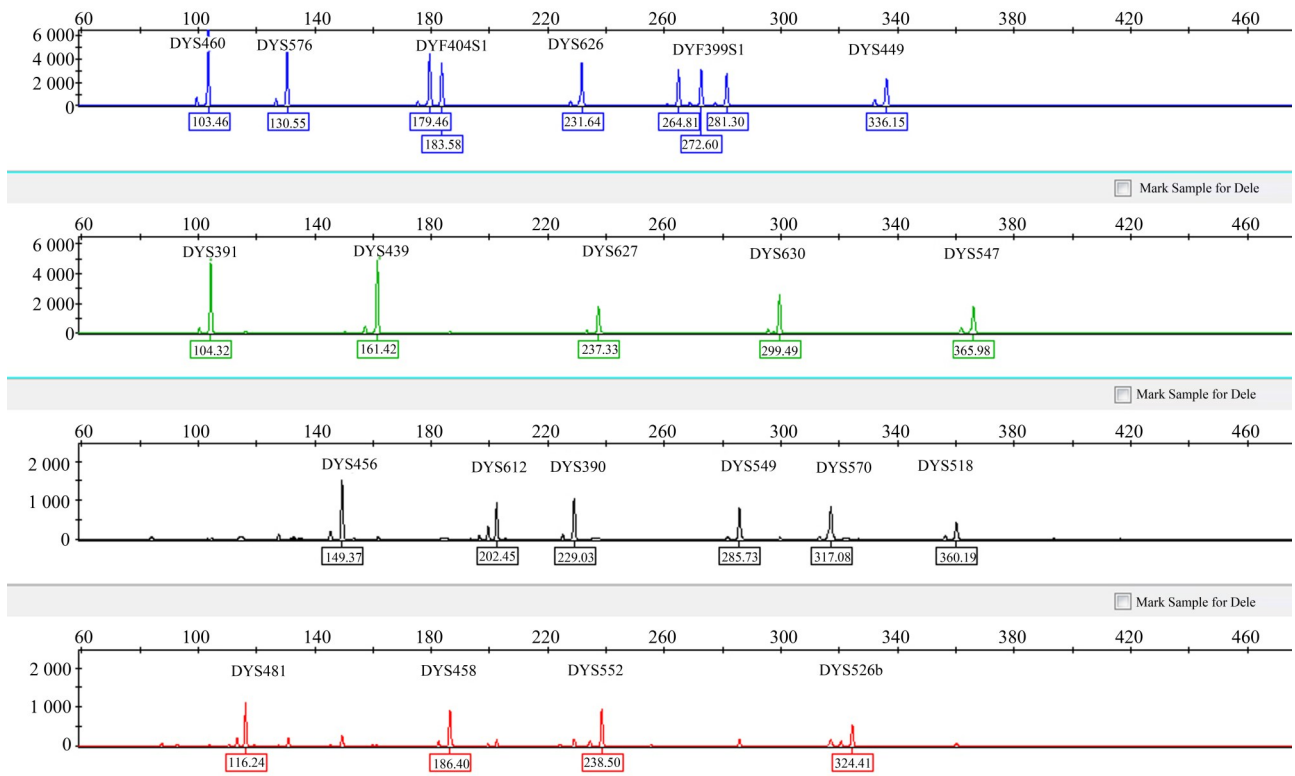 60 100 140 180 220 260 300 340 380 420 460
6 000 DYS460 DYS576 DYF404S1 DYS626 DYF399S1 DYS449
4 000
2 000
0
103.46 130.55 179.46 231.64 264.81 281.30 336.15
183.58 272.60
Mark Sample for Dele
60 100 140 180 220 260 300 340 380 420 460
6 000 DYS391 DYS439 DYS627 DYS630 DYS547
4 000
2 000
0
104.32 161.42 237.33 299.49 365.98
Mark Sample for Dele
60 100 140 180 220 260 300 340 380 420 460
2 000 DYS456 DYS612 DYS390 DYS549 DYS570 DYS518
1 000
0
149.37 202.45 229.03 285.73 317.08 360.19
Mark Sample for Dele
60 100 140 180 220 260 300 340 380 420 460
2 000 DYS481 DYS458 DYS552 DYS526b
1 000
0
116.24 186.40 238.50 324.41